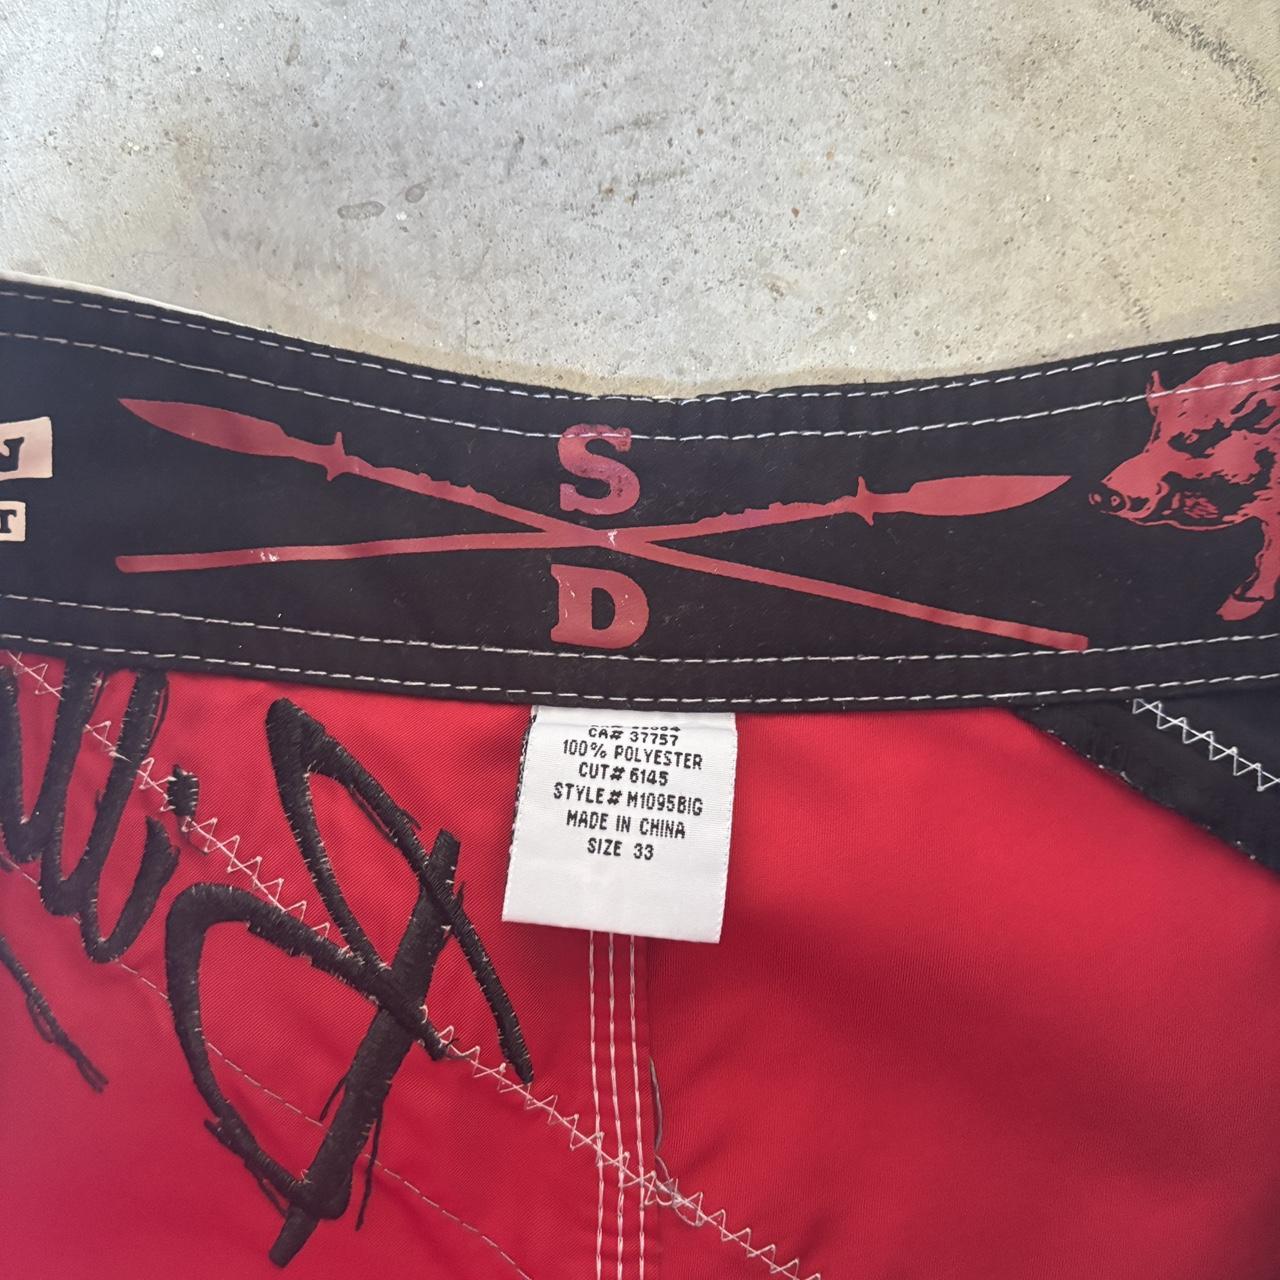 S
D
CA# 37757
100% POLYESTER
CUT# 6145
STYLE# M1095BIG
MADE IN CHINA
SIZE 33